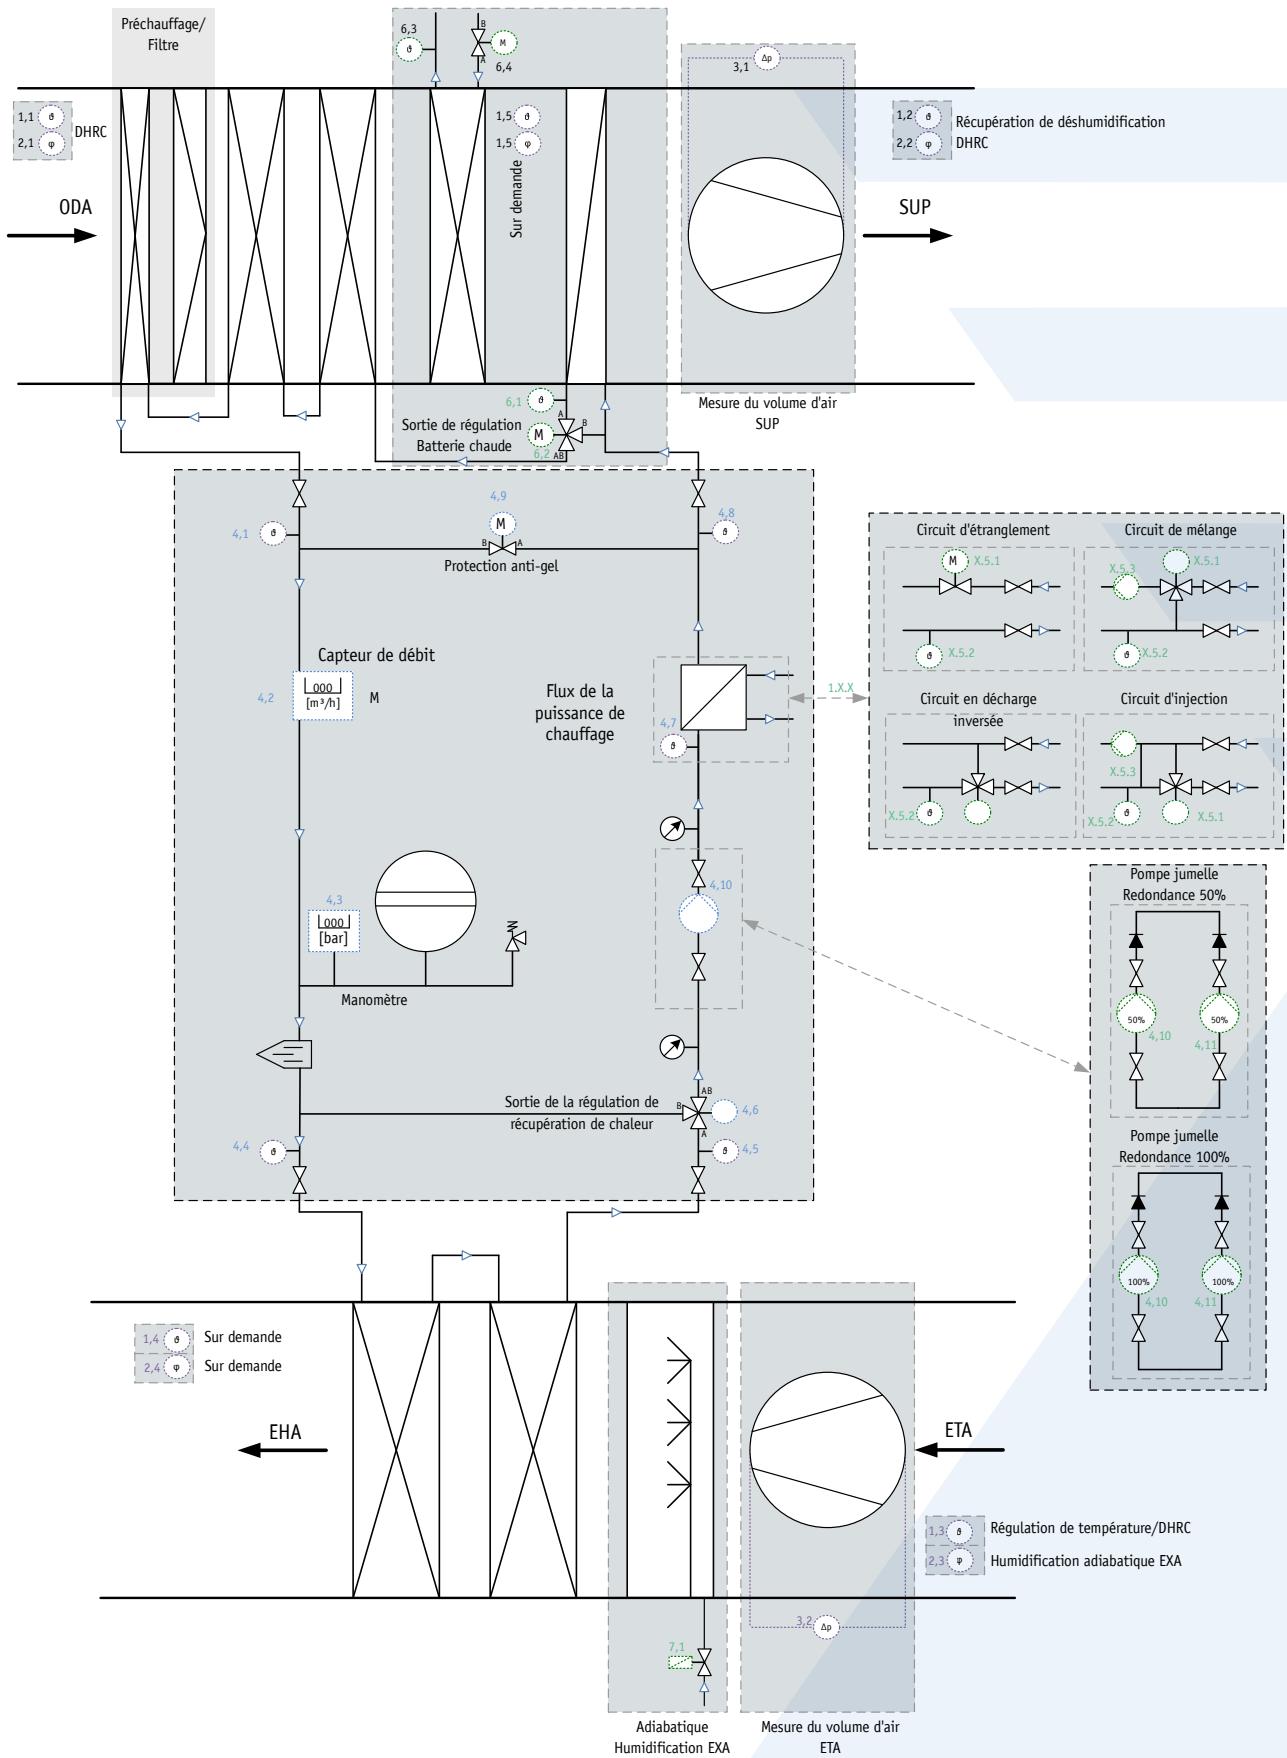 Préchauffage/
Filtre
6,3
ϑ
B
M
A
6,4
3,1
Δp
1,1
ϑ
2,1
φ
DHRC
1,5
ϑ
1,5
φ
Sur demande
1,2
ϑ
2,2
φ
Récupération de déshumidification
DHRC
ODA
SUP
6,1
ϑ
A
Sortie de régulation
Batterie chaude
M
B
6,2
AB
Mesure du volume d'air
SUP
4,9
M
B
A
Protection anti-gel
4,1
ϑ
4,8
ϑ
Circuit d'étranglement
M
X.5.1
ϑ
X.5.2
Circuit de mélange
X.5.3
X.5.1
ϑ
X.5.2
Capteur de débit
4,2
000
[m³/h]
M
Flux de la
puissance de
chauffage
4,7
ϑ
1.X.X
Circuit en décharge
inversée
X.5.2
ϑ
Circuit d'injection
X.5.3
X.5.2
ϑ
X.5.1
4,3
000
[bar]
Manomètre
4,10
Pompe jumelle
Redondance 50%
50%
50%
4,10
4,11
Sortie de la régulation de
récupération de chaleur
AB
B
A
4,6
4,4
ϑ
ϑ
4,5
Pompe jumelle
Redondance 100%
100%
100%
4,10
4,11
1,4
ϑ
Sur demande
2,4
φ
Sur demande
EHA
ETA
1,3
ϑ
Régulation de température/DHRC
2,3
φ
Humidification adiabatique EXA
3,2
Δp
7,1
Adiabatique
Humidification EXA
Mesure du volume d'air
ETA